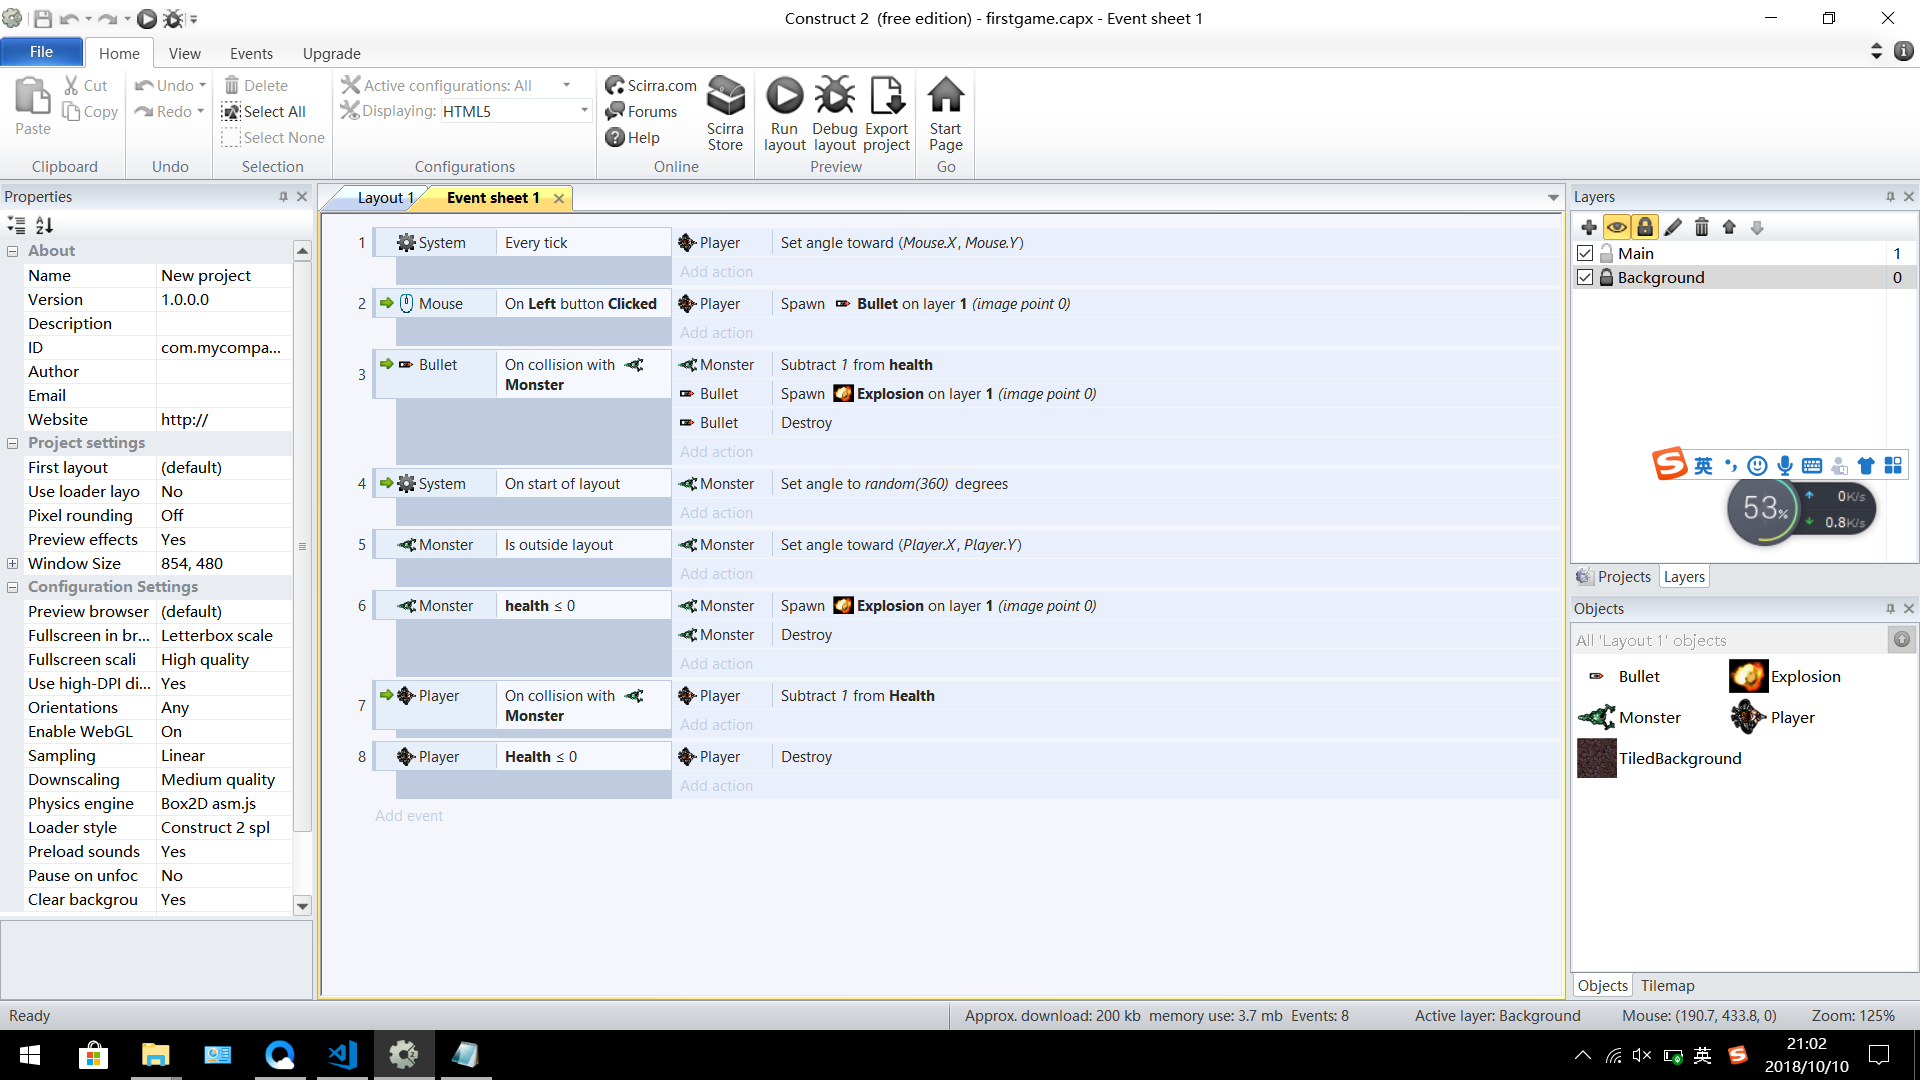 Construct 2  (free edition) - firstgame.capx - Event sheet 1
File Home View Events Upgrade
Paste Cut Copy Clipboard
Undo Redo Undo
Delete Select All Select None Selection
Active configurations: All
Displaying: HTML5
Configurations
Scirra.com Forums Help Scirra Store Online
Run layout Debug layout Export project Preview
Start Page Go
Properties
About
Name New project
Version 1.0.0.0
Description
ID com.mycompa...
Author
Email
Website http://
Project settings
First layout (default)
Use loader layo No
Pixel rounding Off
Preview effects Yes
Window Size 854, 480
Configuration Settings
Preview browser (default)
Fullscreen in br... Letterbox scale
Fullscreen scali High quality
Use high-DPI di... Yes
Orientations Any
Enable WebGL On
Sampling Linear
Downscaling Medium quality
Physics engine Box2D asm.js
Loader style Construct 2 spl
Preload sounds Yes
Pause on unfoc No
Clear backgrou Yes
Layout 1 Event sheet 1
1 System Every tick Player Set angle toward (Mouse.X, Mouse.Y)
Add action
2 Mouse On Left button Clicked Player Spawn Bullet on layer 1 (image point 0)
Add action
3 Bullet On collision with Monster Monster Subtract 1 from health
Bullet Spawn Explosion on layer 1 (image point 0)
Bullet Destroy
Add action
4 System On start of layout Monster Set angle to random(360) degrees
Add action
5 Monster Is outside layout Monster Set angle toward (Player.X, Player.Y)
Add action
6 Monster health ≤ 0 Monster Spawn Explosion on layer 1 (image point 0)
Monster Destroy
Add action
7 Player On collision with Monster Player Subtract 1 from Health
Add action
8 Player Health ≤ 0 Player Destroy
Add action
Add event
Layers
Main 1
Background 0
英
53% 0K/s
0.8K/s
Projects Layers
Objects
All 'Layout 1' objects
Bullet Explosion
Monster Player
TiledBackground
Objects Tilemap
Ready
Approx. download: 200 kb  memory use: 3.7 mb  Events: 8
Active layer: Background
Mouse: (190.7, 433.8, 0)
Zoom: 125%
英
21:02
2018/10/10